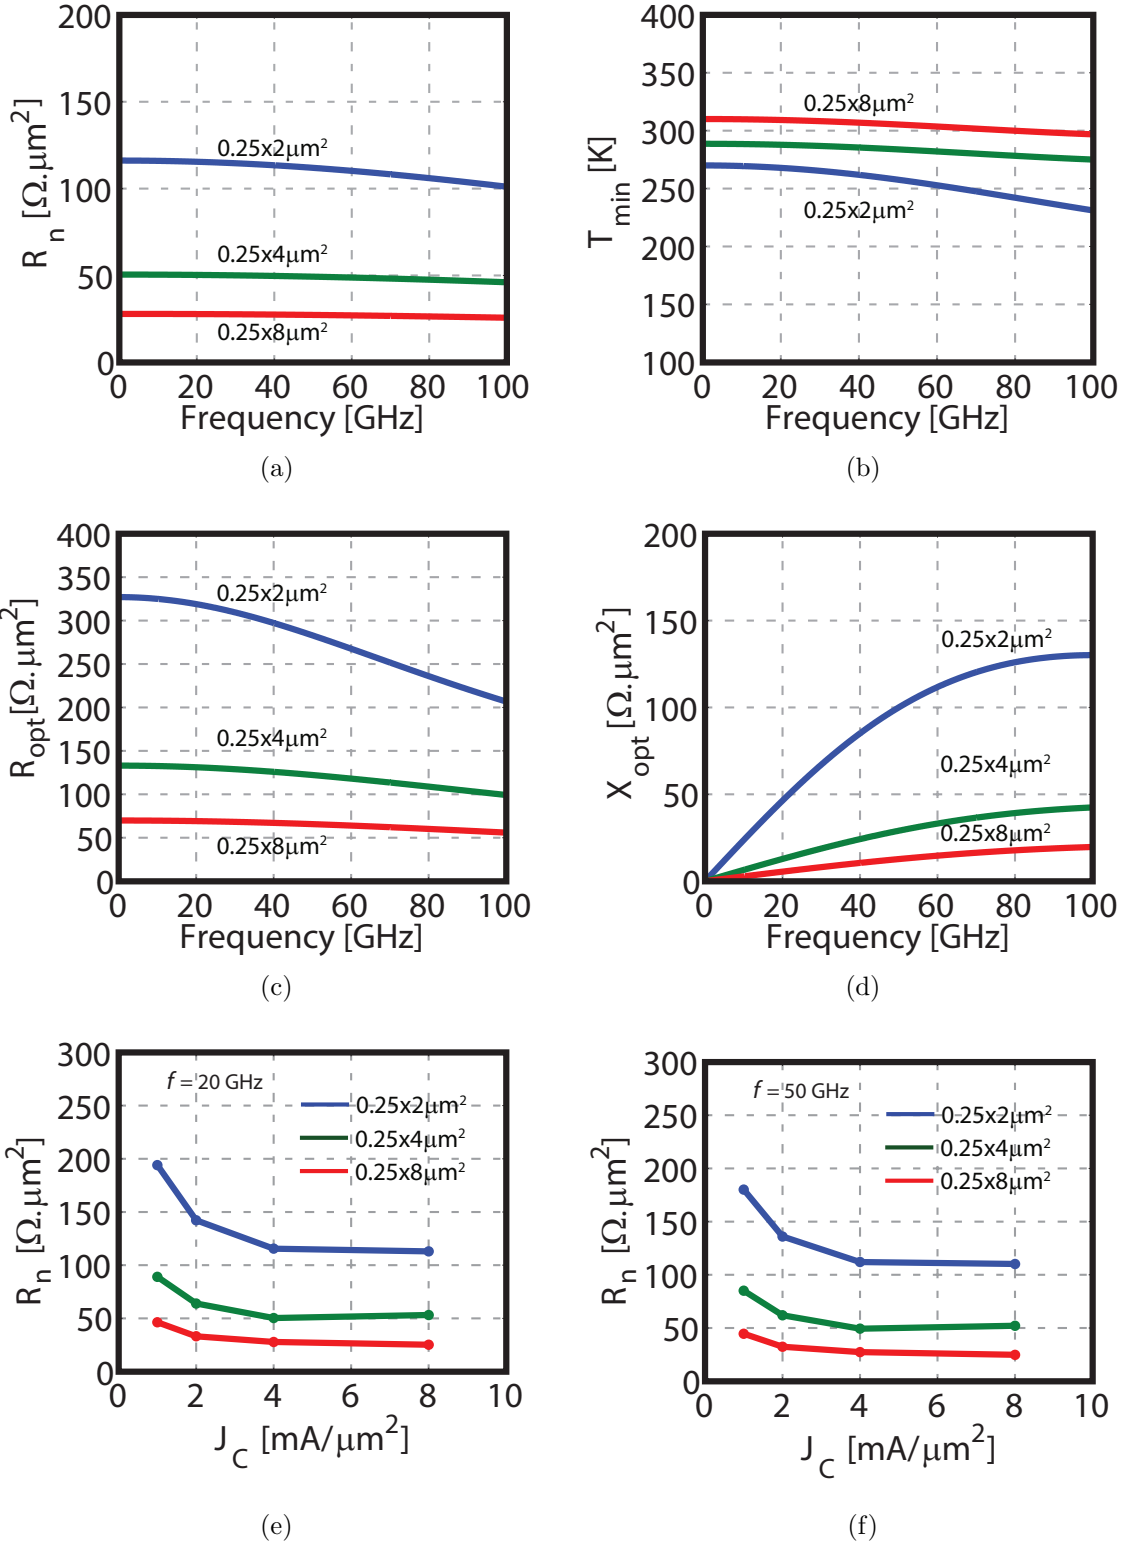 200
150
100
50
0
0 20 40 60 80 100
R_n [Ω.μm²]
0.25x2μm²
0.25x4μm²
0.25x8μm²
Frequency [GHz]
(a)
400
350
300
250
200
150
100
0 20 40 60 80 100
T_min [K]
0.25x8μm²
0.25x2μm²
Frequency [GHz]
(b)
400
350
300
250
200
150
100
50
0
0 20 40 60 80 100
R_opt[Ω.μm²]
0.25x2μm²
0.25x4μm²
0.25x8μm²
Frequency [GHz]
(c)
200
150
100
50
0
0 20 40 60 80 100
X_opt [Ω.μm²]
0.25x2μm²
0.25x4μm²
0.25x8μm²
Frequency [GHz]
(d)
300
250
200
150
100
50
0
0 2 4 6 8 10
R_n [Ω.μm²]
f = 20 GHz
0.25x2μm²
0.25x4μm²
0.25x8μm²
J_C [mA/μm²]
(e)
300
250
200
150
100
50
0
0 2 4 6 8 10
R_n [Ω.μm²]
f = 50 GHz
0.25x2μm²
0.25x4μm²
0.25x8μm²
J_C [mA/μm²]
(f)